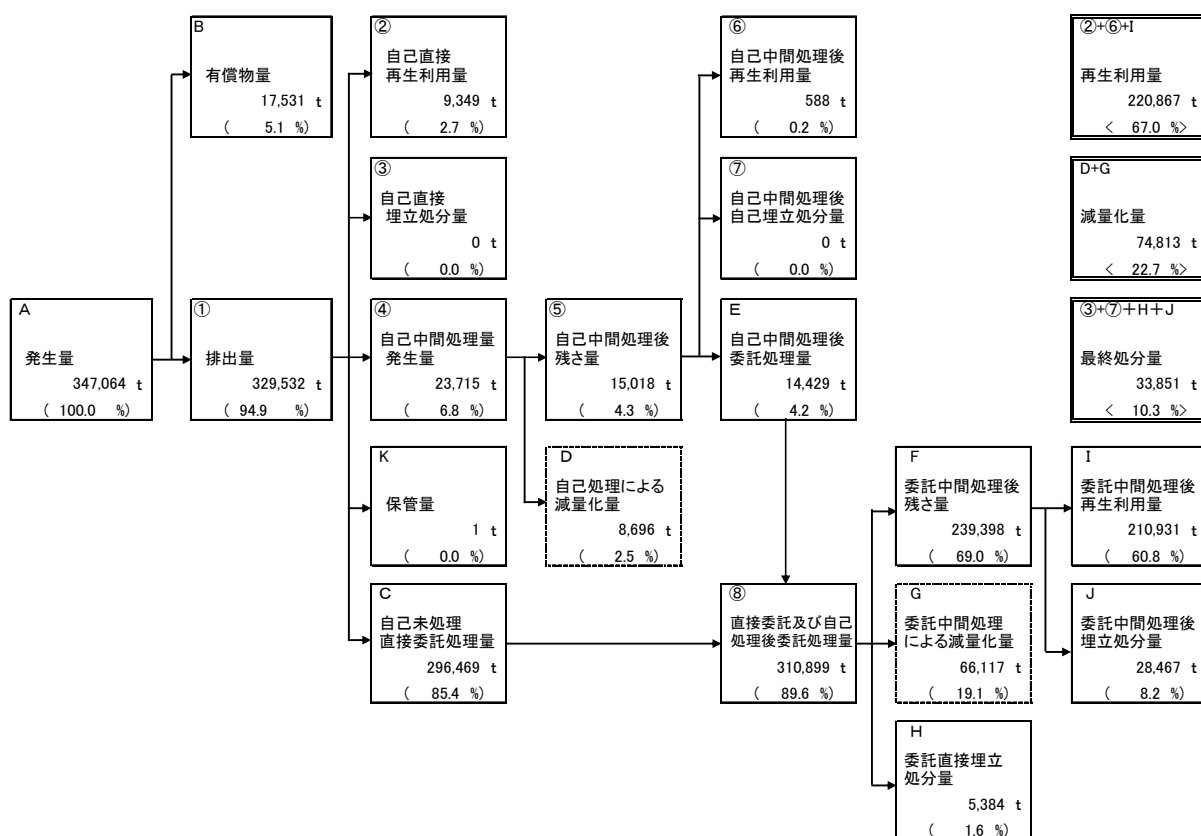 B
有償物量
17,531 t
( 5.1 %)
②
自己直接
再生利用量
9,349 t
( 2.7 %)
⑥
自己中間処理後
再生利用量
588 t
( 0.2 %)
②+⑥+I
再生利用量
220,867 t
< 67.0 %>
③
自己直接
埋立処分量
0 t
( 0.0 %)
⑦
自己中間処理後
自己埋立処分量
0 t
( 0.0 %)
D+G
減量化量
74,813 t
< 22.7 %>
A
発生量
347,064 t
( 100.0 %)
①
排出量
329,532 t
( 94.9 %)
④
自己中間処理量
発生量
23,715 t
( 6.8 %)
⑤
自己中間処理後
残さ量
15,018 t
( 4.3 %)
E
自己中間処理後
委託処理量
14,429 t
( 4.2 %)
③+⑦+H+J
最終処分量
33,851 t
< 10.3 %>
K
保管量
1 t
( 0.0 %)
D
自己処理による
減量化量
8,696 t
( 2.5 %)
F
委託中間処理後
残さ量
239,398 t
( 69.0 %)
I
委託中間処理後
再生利用量
210,931 t
( 60.8 %)
C
自己未処理
直接委託処理量
296,469 t
( 85.4 %)
⑧
直接委託及び自己
処理後委託処理量
310,899 t
( 89.6 %)
G
委託中間処理
による減量化量
66,117 t
( 19.1 %)
J
委託中間処理後
埋立処分量
28,467 t
( 8.2 %)
H
委託直接埋立
処分量
5,384 t
( 1.6 %)